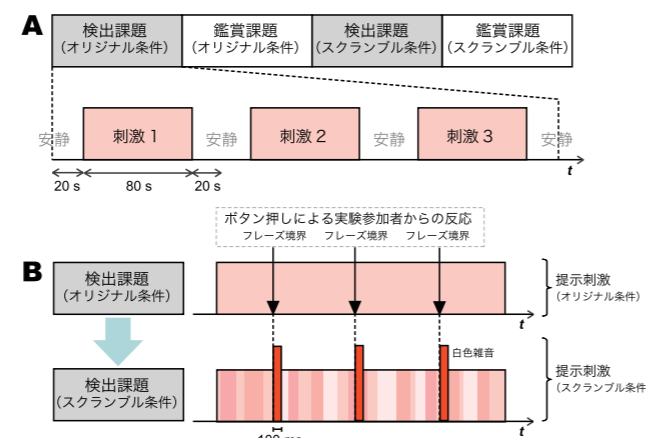 A
検出課題
(オリジナル条件)
鑑賞課題
(オリジナル条件)
検出課題
(スクランブル条件)
鑑賞課題
(スクランブル条件)
安静
刺激 1
安静
刺激 2
安静
刺激 3
安静
t
20 s
80 s
20 s
ボタン押しによる実験参加者からの反応
フレーズ境界
フレーズ境界
フレーズ境界
B
検出課題
(オリジナル条件)
提示刺激
(オリジナル条件)
t
検出課題
(スクランブル条件)
白色雑音
提示刺激
(スクランブル条件
t